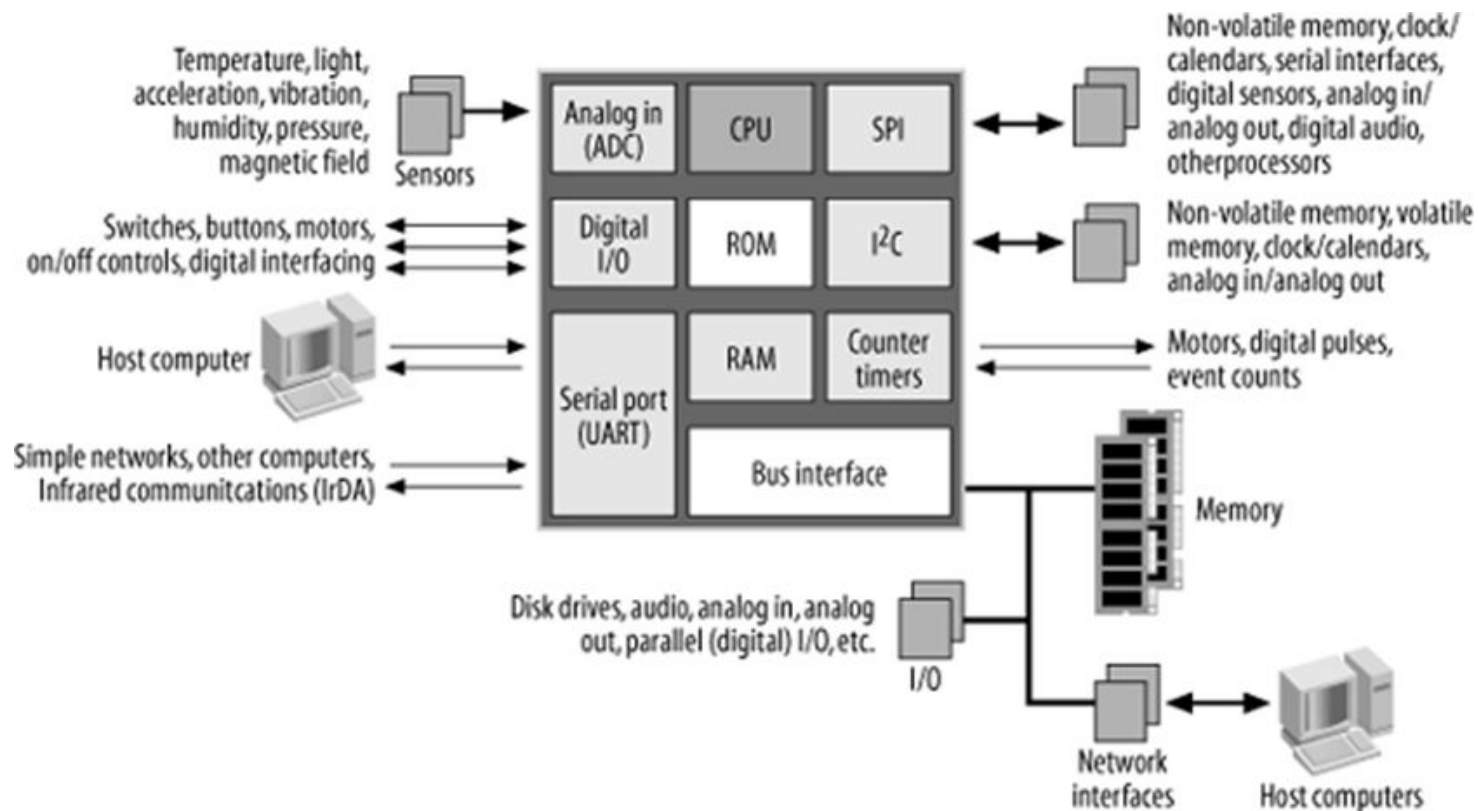 Temperature, light,
acceleration, vibration,
humidity, pressure,
magnetic field
Sensors
Switches, buttons, motors,
on/off controls, digital interfacing
Host computer
Simple networks, other computers,
Infrared communitcations (IrDA)
Analog in
(ADC)
CPU
SPI
Digital
I/O
ROM
I²C
Serial port
(UART)
RAM
Counter
timers
Bus interface
Non-volatile memory, clock/
calendars, serial interfaces,
digital sensors, analog in/
analog out, digital audio,
otherprocessors
Non-volatile memory, volatile
memory, clock/calendars,
analog in/analog out
Motors, digital pulses,
event counts
Memory
Disk drives, audio, analog in, analog
out, parallel (digital) I/O, etc.
I/O
Network
interfaces
Host computers